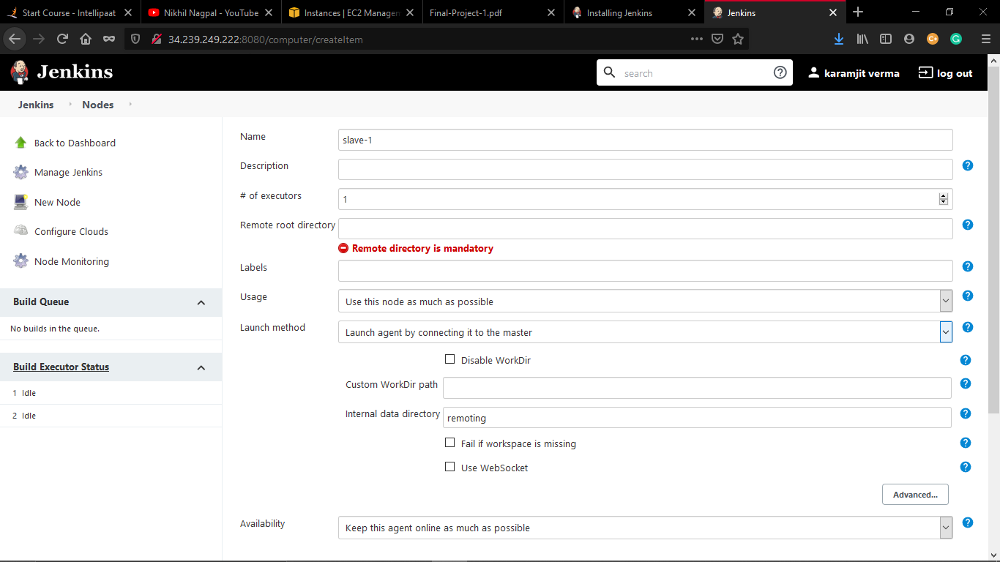 Start Course - Intellipaat
Nikhil Nagpal - YouTube
Instances | EC2 Managem
Final-Project-1.pdf
Installing Jenkins
Jenkins
34.239.249.222:8080/computer/createItem
Jenkins
search
karamjit verma
log out
Jenkins
Nodes
Back to Dashboard
Manage Jenkins
New Node
Configure Clouds
Node Monitoring
Build Queue
No builds in the queue.
Build Executor Status
1 Idle
2 Idle
Name
slave-1
Description
# of executors
1
Remote root directory
Remote directory is mandatory
Labels
Usage
Use this node as much as possible
Launch method
Launch agent by connecting it to the master
Disable WorkDir
Custom WorkDir path
Internal data directory
remoting
Fail if workspace is missing
Use WebSocket
Advanced...
Availability
Keep this agent online as much as possible